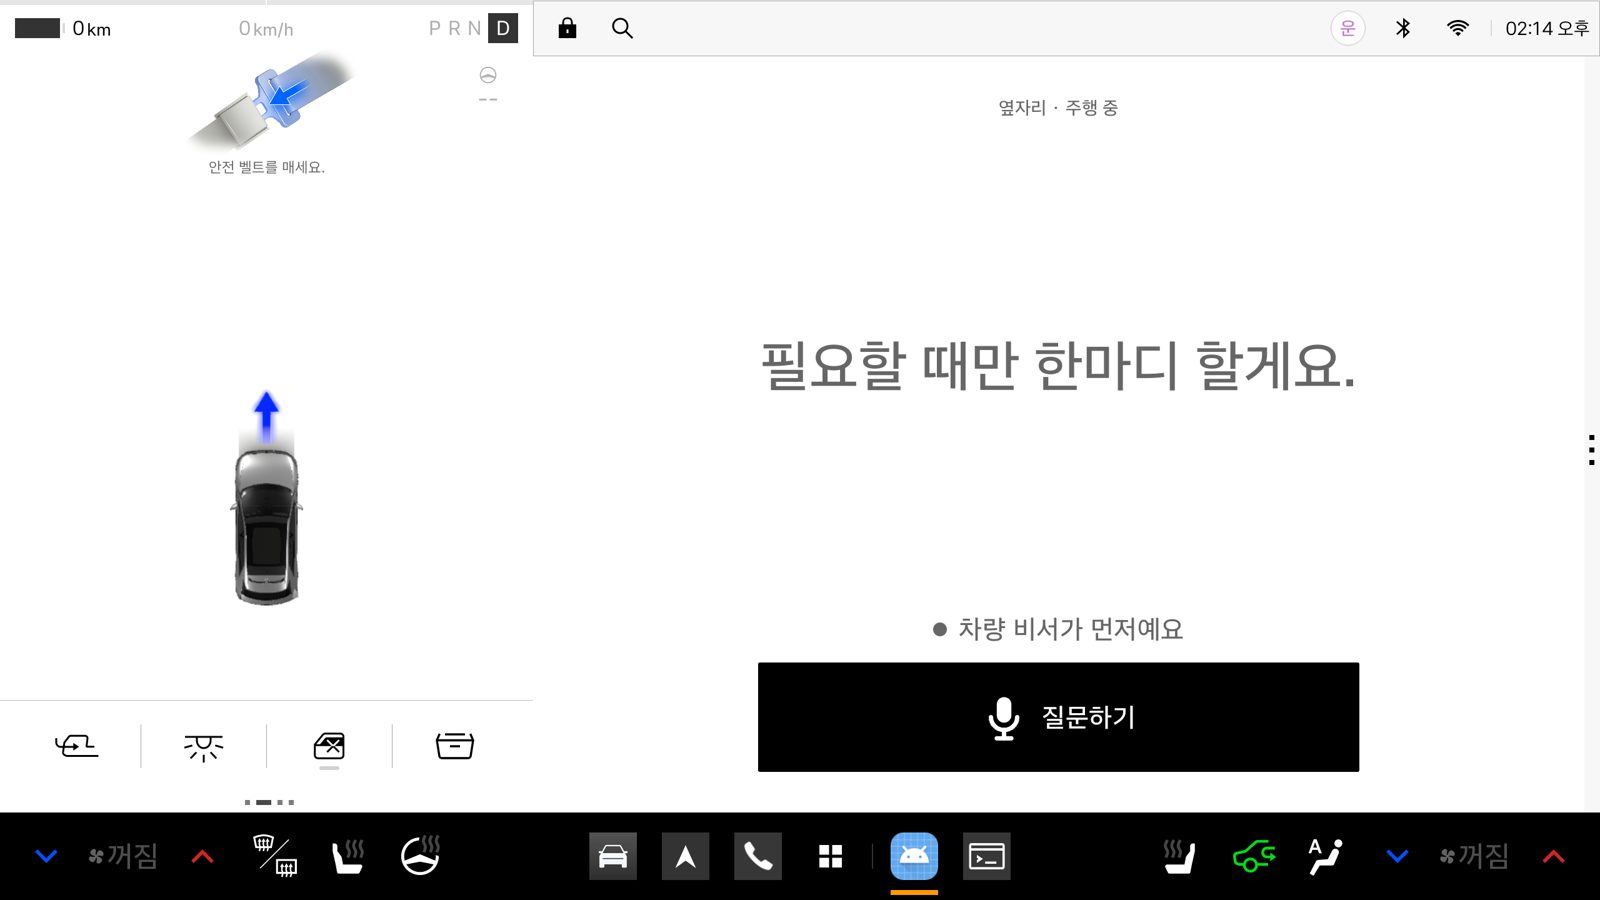 0km
0km/h
P R N D
운
02:14 오후
안전 벨트를 매세요.
옆자리 · 주행 중
필요할 때만 한마디 할게요.
차량 비서가 먼저예요
질문하기
꺼짐
A
꺼짐